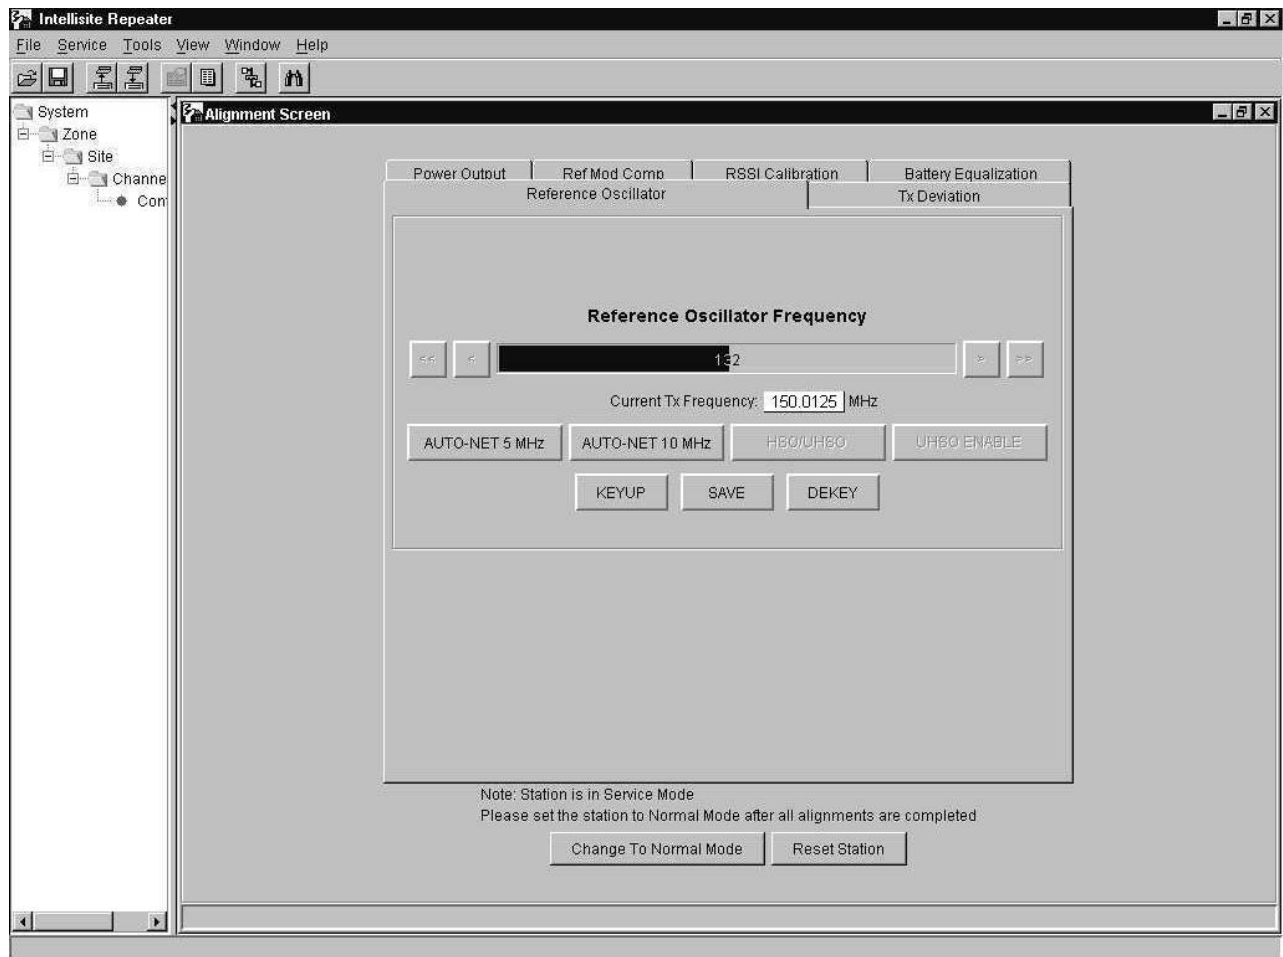 Intellisite Repeater
File Service Tools View Window Help
System
Zone
Site
Channe
Con
Alignment Screen
Power Output Ref Mod Comp RSSI Calibration Battery Equalization
Reference Oscillator Tx Deviation
Reference Oscillator Frequency
<< < 132 > >>
Current Tx Frequency: 150.0125 MHz
AUTO-NET 5 MHz AUTO-NET 10 MHz HSO/UHSO UHSO ENABLE
KEYUP SAVE DEKEY
Note: Station is in Service Mode
Please set the station to Normal Mode after all alignments are completed
Change To Normal Mode Reset Station